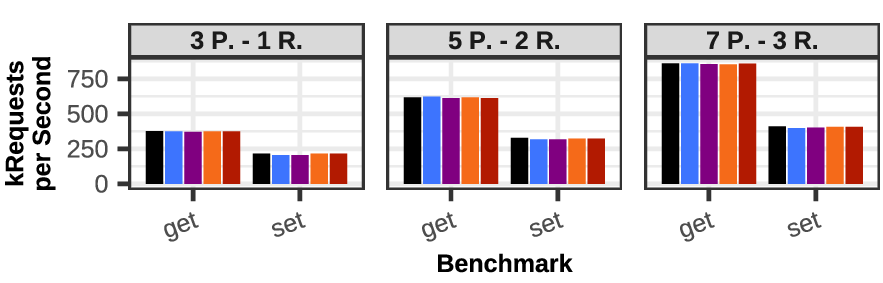 3 P. - 1 R.
5 P. - 2 R.
7 P. - 3 R.
kRequests
per Second
750
500
250
0
get
set
get
set
get
set
Benchmark